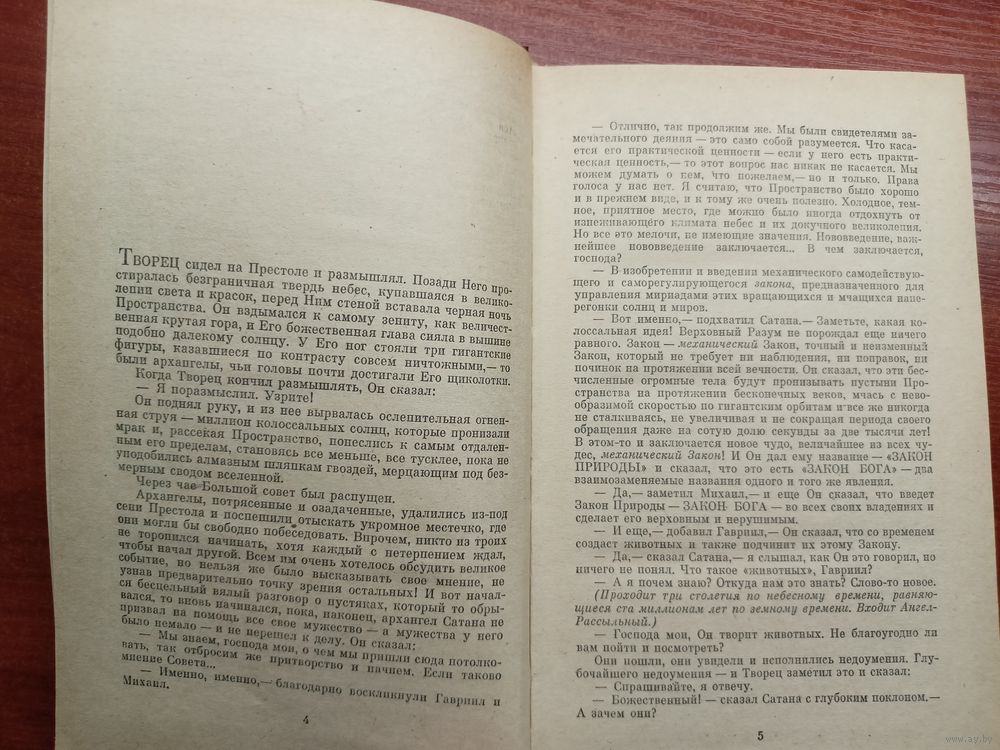 ТВОРЕЦ сидел на Престоле и размышлял. Позади Него про-
стиралась безграничная твердь небес, купавшаяся в велико-
лепии света и красок, перед Ним стеной вставала черная ночь
Пространства. Он вздымался к самому зениту, как величест-
венная крутая гора, и Его божественная глава сияла в вышине
подобно далекому солнцу. У Его ног стояли три гигантские
фигуры, казавшиеся по контрасту совсем ничтожными,— то
были архангелы, чьи головы почти достигали Его щиколотки.
Когда Творец кончил размышлять, Он сказал:
— Я поразмыслил. Узрите!
Он поднял руку, и из нее вырвалась ослепительная огнен-
ная струя — миллион колоссальных солнц, которые пронизали
мрак и, рассекая Пространство, понеслись к самым отдален-
ным его пределам, становясь все меньше, все тусклее, пока не
уподобились алмазным шляпкам гвоздей, мерцающим под без-
мерным сводом вселенной.
Через час Большой совет был распущен.
Архангелы, потрясенные и озадаченные, удалились из-под
сени Престола и поспешили отыскать укромное местечко, где
они могли бы свободно побеседовать. Впрочем, никто из троих
не торопился начинать, хотя каждый с нетерпением ждал,
чтобы начал другой. Всем им очень хотелось обсудить великое
событие, но нельзя же было высказывать свое мнение, не
узнав предварительно точку зрения остальных! И вот начал-
ся бесцельный вялый разговор о пустяках, который то обры-
вался, то вновь начинался, пока, наконец, архангел Сатана не
призвал на помощь все свое мужество — а мужества у него
было немало — и не перешел к делу. Он сказал:
— Мы знаем, господа мои, о чем мы пришли сюда потолко-
вать, так отбросим же притворство и начнем. Если таково
мнение Совета...
— Именно, именно,— благодарно воскликнули Гавриил и
Михаил.
4
— Отлично, так продолжим же. Мы были свидетелями за-
мечательного деяния — это само собой разумеется. Что каса-
ется его практической ценности — если у него есть практи-
ческая ценность,— то этот вопрос нас никак не касается. Мы
можем думать о нем, что пожелаем,— но и только. Права
голоса у нас нет. Я считаю, что Пространство было хорошо
и в прежнем виде, и к тому же очень полезно. Холодное, тем-
ное, приятное место, где можно было иногда отдохнуть от
изнеживающего климата небес и их докучного великолепия.
Но все это мелочи, не имеющие значения. Нововведение, важ-
нейшее нововведение заключается... В чем заключается,
господа?
— В изобретении и введении механического самодействую-
щего и саморегулирующегося закона, предназначенного для
управления мириадами этих вращающихся и мчащихся напе-
регонки солнц и миров.
— Вот именно,— подхватил Сатана.— Заметьте, какая ко-
лоссальная идея! Верховный Разум не порождал еще ничего
равного. Закон — механический Закон, точный и неизменный
Закон, который не требует ни наблюдения, ни поправок, ни
починок на протяжении всей вечности. Он сказал, что эти бес-
численные огромные тела будут пронизывать пустыни Про-
странства на протяжении бесконечных веков, мчась с нево-
образимой скоростью по гигантским орбитам и все же никогда
не сталкиваясь, не увеличивая и не сокращая периода своего
обращения даже на сотую долю секунды за две тысячи лет!
В этом-то и заключается новое чудо, величайшее из всех чу-
дес, механический Закон! И Он дал ему название — «ЗАКОН
ПРИРОДЫ» и сказал, что это есть «ЗАКОН БОГА» — два
взаимозаменяемые названия одного и того же явления.
— Да,— заметил Михаил,— и еще Он сказал, что введет
Закон Природы — ЗАКОН БОГА — во всех своих владениях и
сделает его верховным и нерушимым.
— И еще,— добавил Гавриил,— Он сказал, что со временем
создаст животных и также подчинит их этому Закону.
— Да,— сказал Сатана,— я слышал, как Он это говорил, но
ничего не понял. Что такое «животных», Гавриил?
— А я почем знаю? Откуда нам это знать? Слово-то новое.
(Проходит три столетия по небесному времени, равняю-
щиеся ста миллионам лет по земному времени. Входит Ангел-
Рассыльный.)
— Господа мои, Он творит животных. Не благоугодно ли
вам пойти и посмотреть?
Они пошли, они увидели и исполнились недоумения. Глу-
бочайшего недоумения — и Творец заметил это и сказал:
— Спрашивайте, я отвечу.
— Божественный! — сказал Сатана с глубоким поклоном.—
А зачем они?
5
www.ay.by